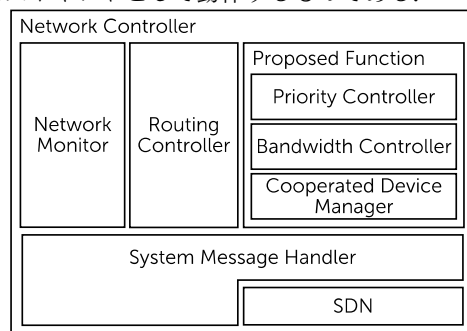 Network Controller
Network
Monitor
Routing
Controller
Proposed Function
Priority Controller
Bandwidth Controller
Cooperated Device
Manager
System Message Handler
SDN